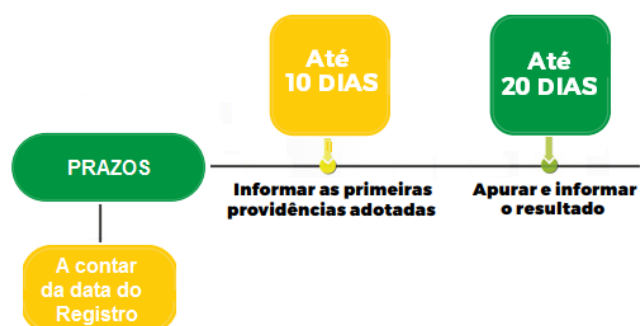 Até
10 DIAS
Até
20 DIAS
PRAZOS
Informar as primeiras
providências adotadas
Apurar e informar
o resultado
A contar
da data do
Registro